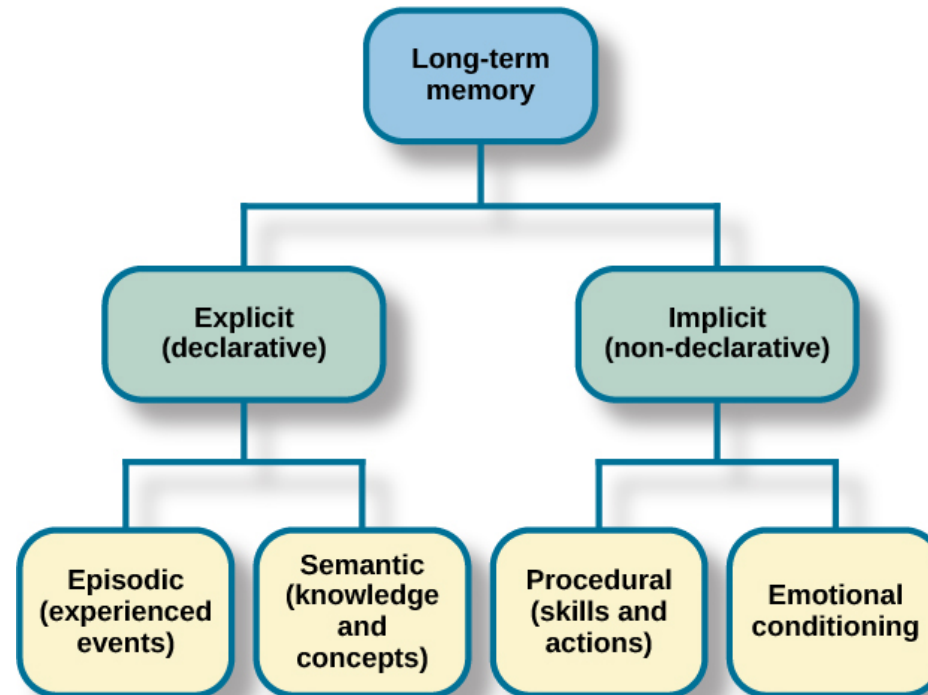 Long-term
memory
Explicit
(declarative)
Implicit
(non-declarative)
Episodic
(experienced
events)
Semantic
(knowledge
and
concepts)
Procedural
(skills and
actions)
Emotional
conditioning